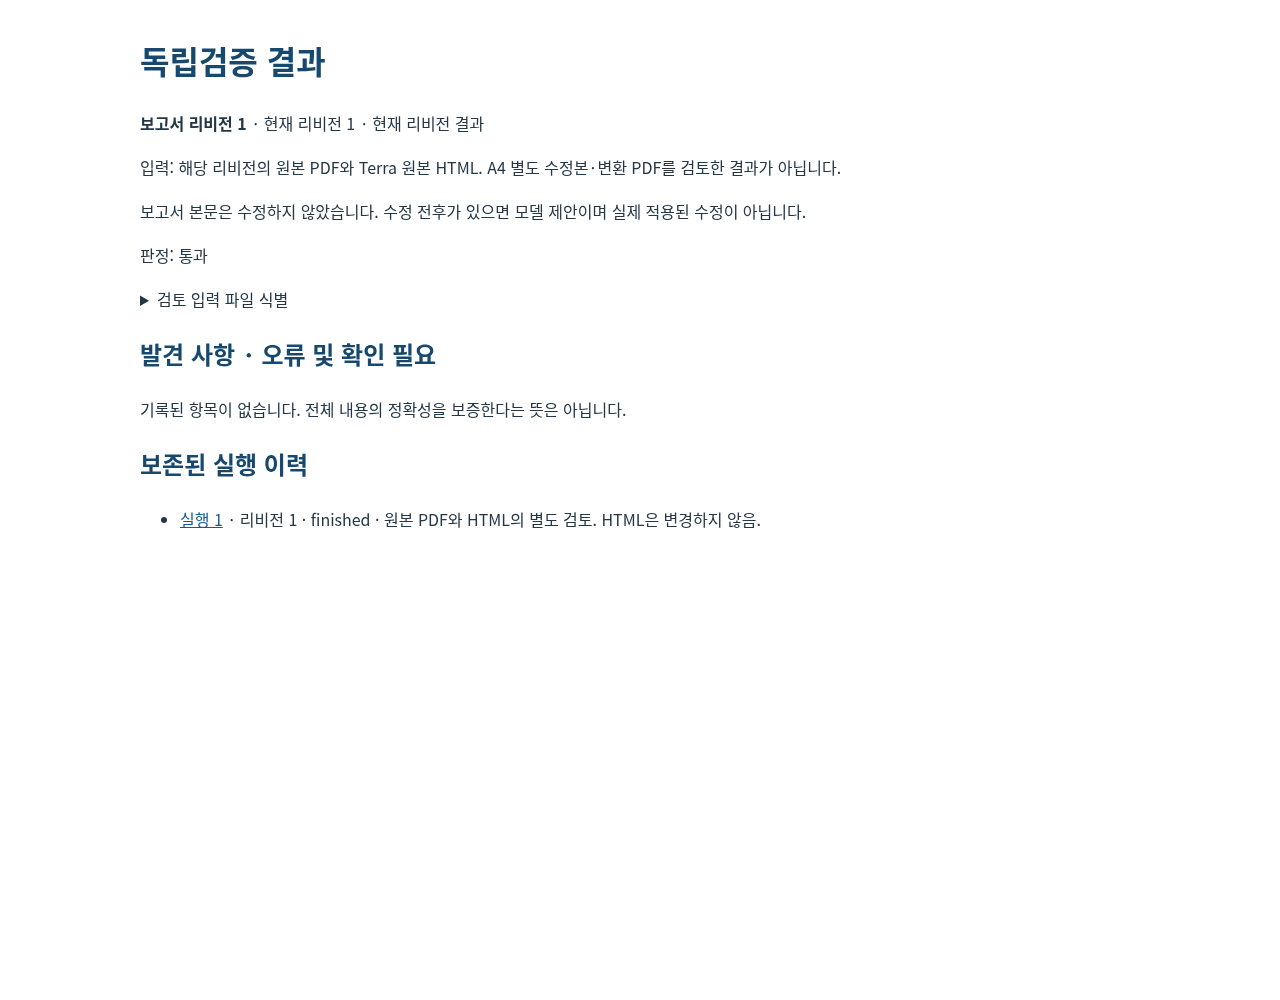 독립검증 결과
보고서 리비전 1 · 현재 리비전 1 · 현재 리비전 결과
입력: 해당 리비전의 원본 PDF와 Terra 원본 HTML. A4 별도 수정본·변환 PDF를 검토한 결과가 아닙니다.
보고서 본문은 수정하지 않았습니다. 수정 전후가 있으면 모델 제안이며 실제 적용된 수정이 아닙니다.
판정: 통과
▶ 검토 입력 파일 식별
발견 사항 · 오류 및 확인 필요
기록된 항목이 없습니다. 전체 내용의 정확성을 보증한다는 뜻은 아닙니다.
보존된 실행 이력
• 실행 1 · 리비전 1 · finished · 원본 PDF와 HTML의 별도 검토. HTML은 변경하지 않음.